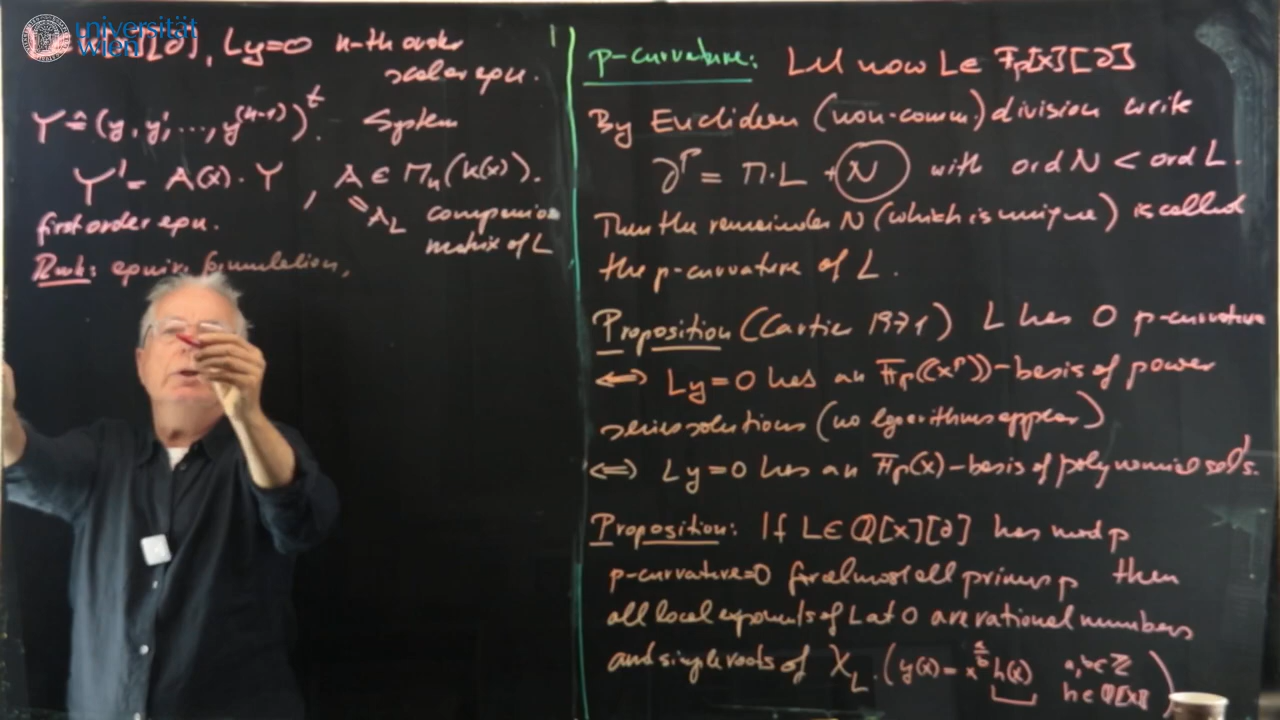 universität
wien
[x][∂], Ly=0 n-th order
scalar equ.
Y ≙ (y, y', ..., y^(n-1))^t. System
Y' = A(x)·Y, A ∈ M_n(k(x)).
A_L companion
matrix of L
first order equ.
Rmk: equiv. formulation,
p-curvature: Let now L∈ F_p[x][∂]
By Euclidean (non-comm.) division write
∂^p = M·L + N with ord N < ord L.
Then the remainder N (which is unique) is called
the p-curvature of L.
Proposition (Cartier 1971) L has 0 p-curvature
⟺ Ly=0 has an F_p((x^p))-basis of power
series solutions (no logarithms appear)
⟺ Ly=0 has an F_p(x)-basis of polynomial sol's.
Proposition: If L∈ Q[x][∂] has mod p
p-curvature=0 for almost all primes p then
all local exponents of L at 0 are rational numbers
and simple roots of χ_L. (y(x) = x^{a/b} h(x) a,b∈ℤ
h∈Q[[x]])